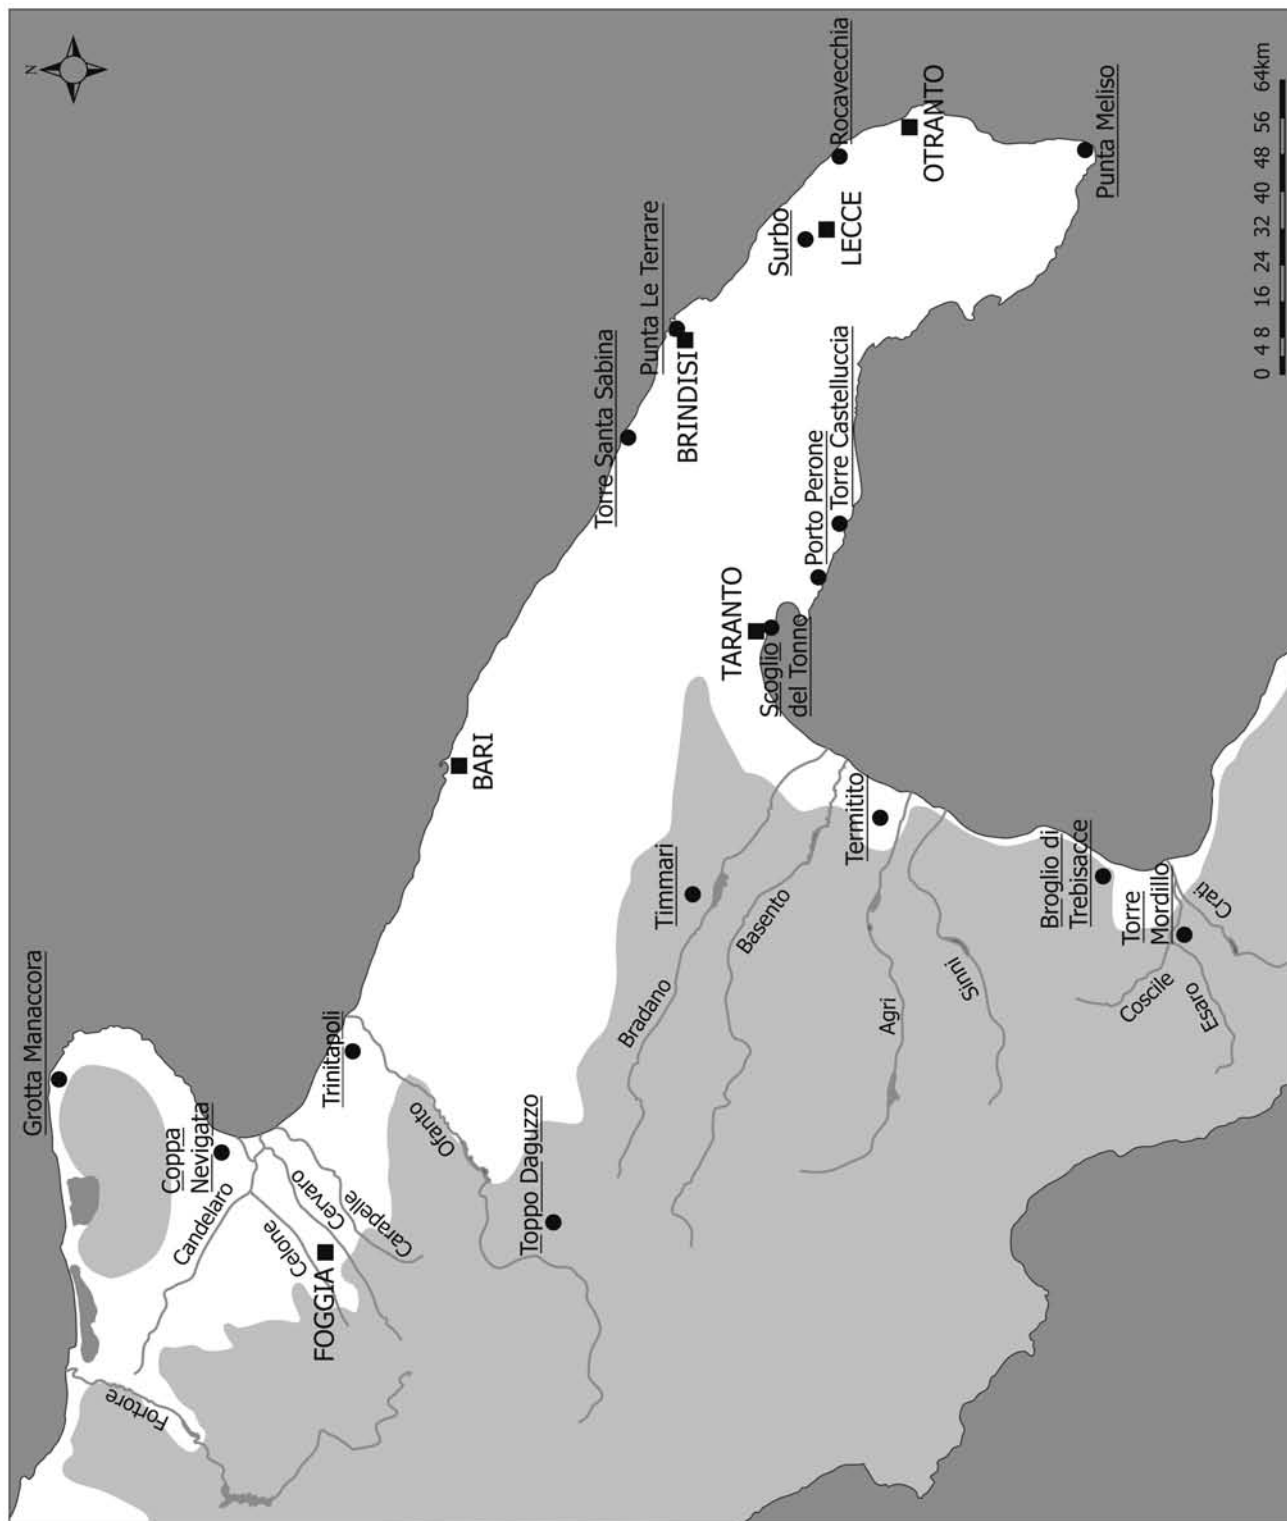 N
Grotta Manaccora
Coppa
Nevigata
Candelaro
Celone
Cervaro
Carapelle
FOGGIA
Fortore
Trinitapoli
Ofanto
Toppo Daguzzo
BARI
Torre Santa Sabina
Punta Le Terrare
BRINDISI
Surbo
LECCE
Rocavecchia
OTRANTO
Punta Meliso
Porto Perone
Torre Castelluccia
TARANTO
Scoglio
del Tonno
Timmari
Bradano
Basento
Termitito
Agri
Sinni
Broglio di
Trebisacce
Torre
Mordillo
Coscile
Esaro
Crati
0 4 8 16 24 32 40 48 56 64km